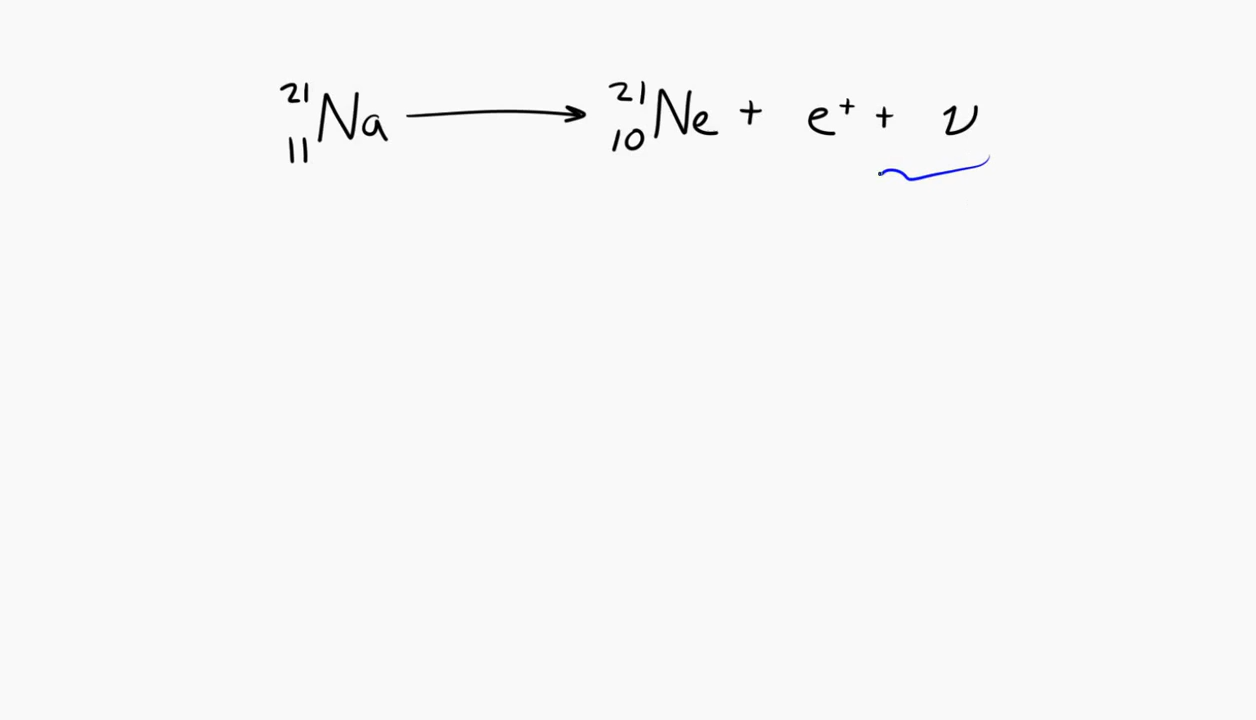 ²¹₁₁Na ⟶ ²¹₁₀Ne + e⁺ + ν